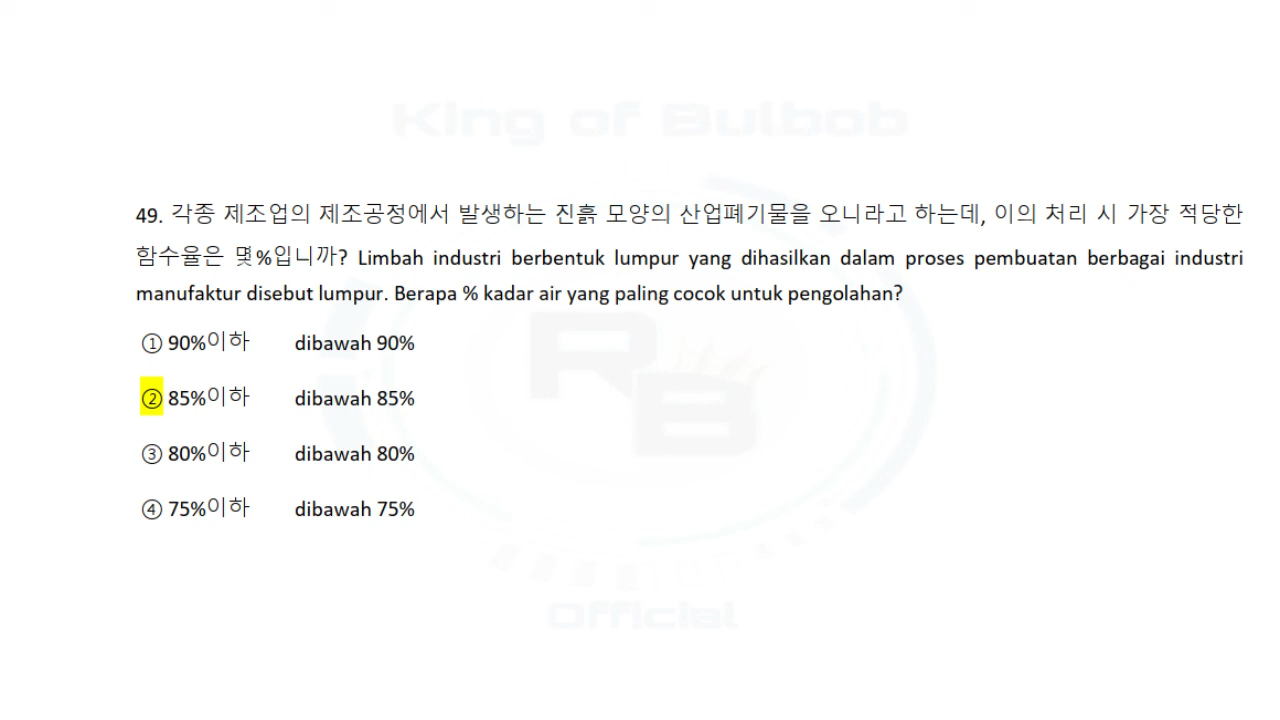 King of Bulbob
49. 각종 제조업의 제조공정에서 발생하는 진흙 모양의 산업폐기물을 오니라고 하는데, 이의 처리 시 가장 적당한
함수율은 몇%입니까? Limbah industri berbentuk lumpur yang dihasilkan dalam proses pembuatan berbagai industri
manufaktur disebut lumpur. Berapa % kadar air yang paling cocok untuk pengolahan?
① 90%이하 dibawah 90%
② 85%이하 dibawah 85%
③ 80%이하 dibawah 80%
④ 75%이하 dibawah 75%
RB
Official